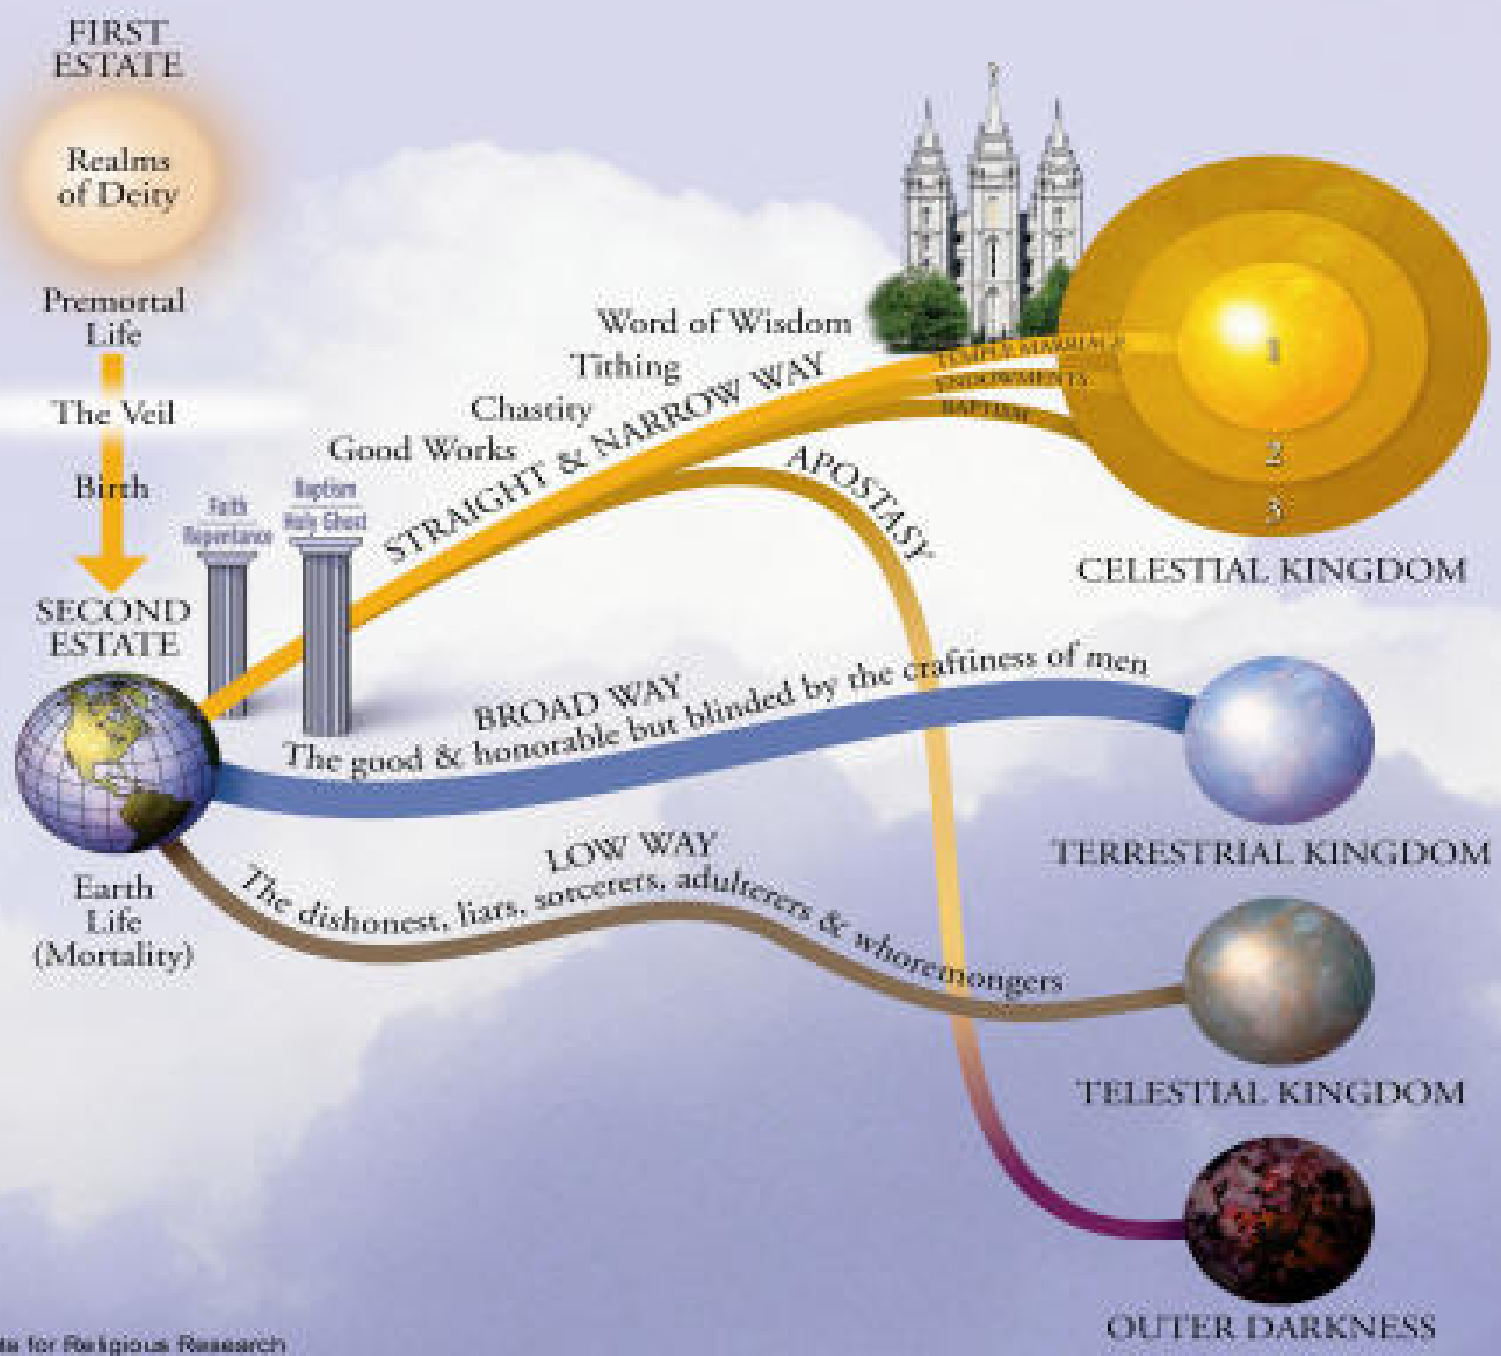 FIRST
ESTATE
Realms
of Deity
Premortal
Life
The Veil
Birth
SECOND
ESTATE
Earth
Life
(Mortality)
Faith
Repentance
Baptism
Holy Ghost
Good Works
Chastity
Tithing
Word of Wisdom
STRAIGHT & NARROW WAY
TEMPLE MARRIAGE
ENDOWMENTS
BAPTISM
1
2
3
CELESTIAL KINGDOM
APOSTASY
BROAD WAY
The good & honorable but blinded by the craftiness of men
TERRESTRIAL KINGDOM
LOW WAY
The dishonest, liars, sorcerers, adulterers & whoremongers
TELESTIAL KINGDOM
OUTER DARKNESS
te for Religious Research